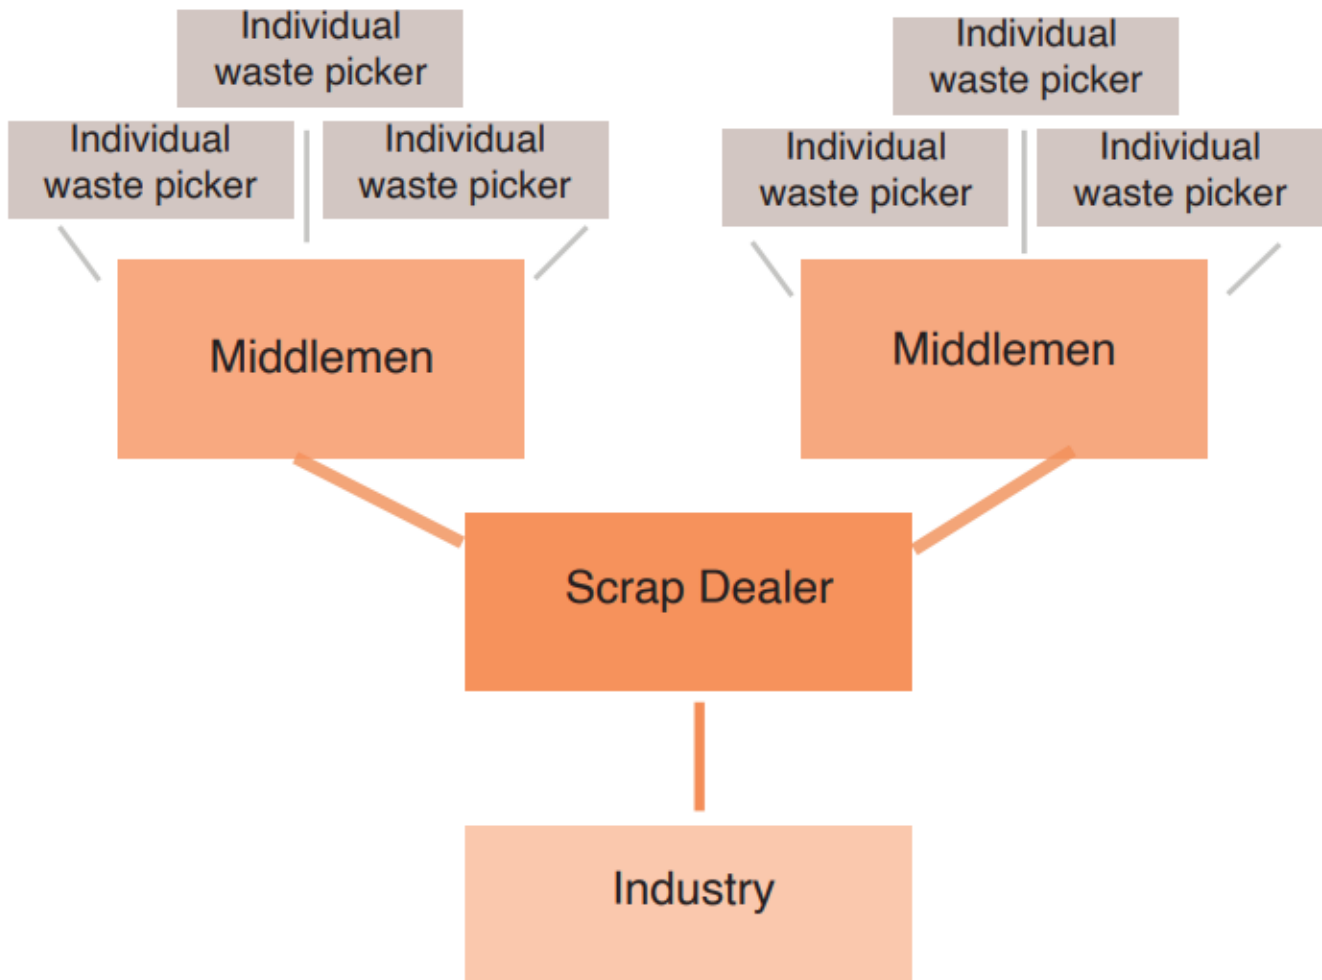 Individual
waste picker
Individual
waste picker
Individual
waste picker
Individual
waste picker
Individual
waste picker
Individual
waste picker
Middlemen
Middlemen
Scrap Dealer
Industry